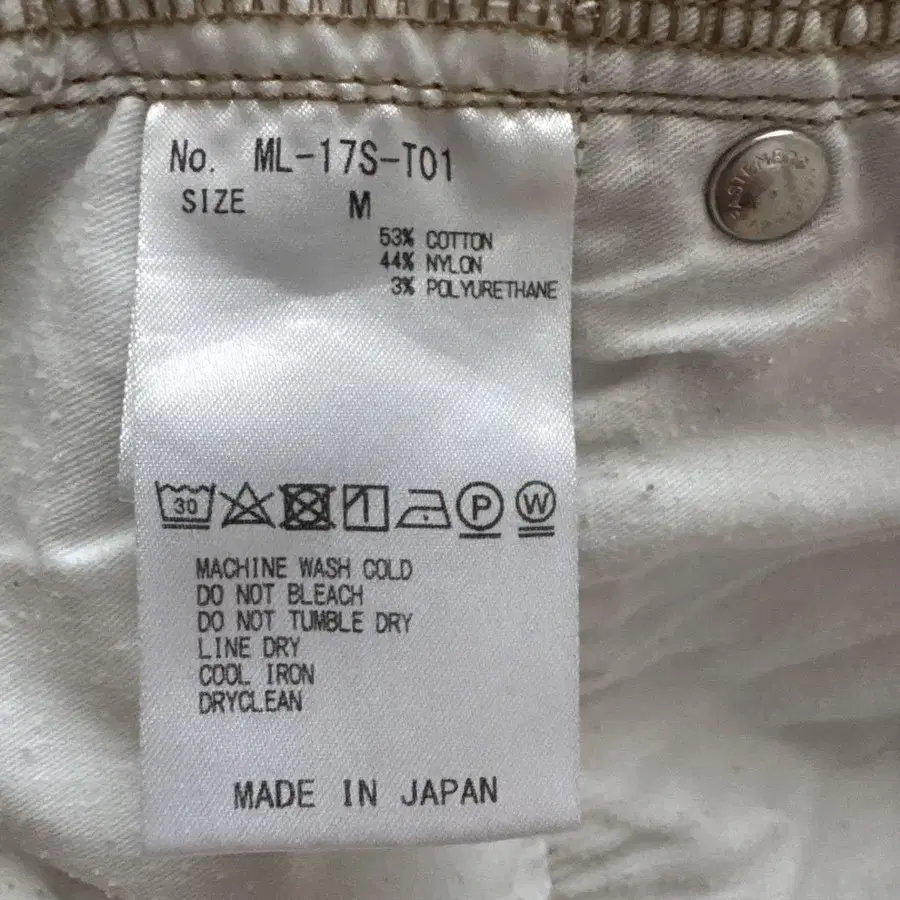 No. ML-17S-T01
SIZE M
53% COTTON
44% NYLON
3% POLYURETHANE
30 P W
MACHINE WASH COLD
DO NOT BLEACH
DO NOT TUMBLE DRY
LINE DRY
COOL IRON
DRYCLEAN
MADE IN JAPAN